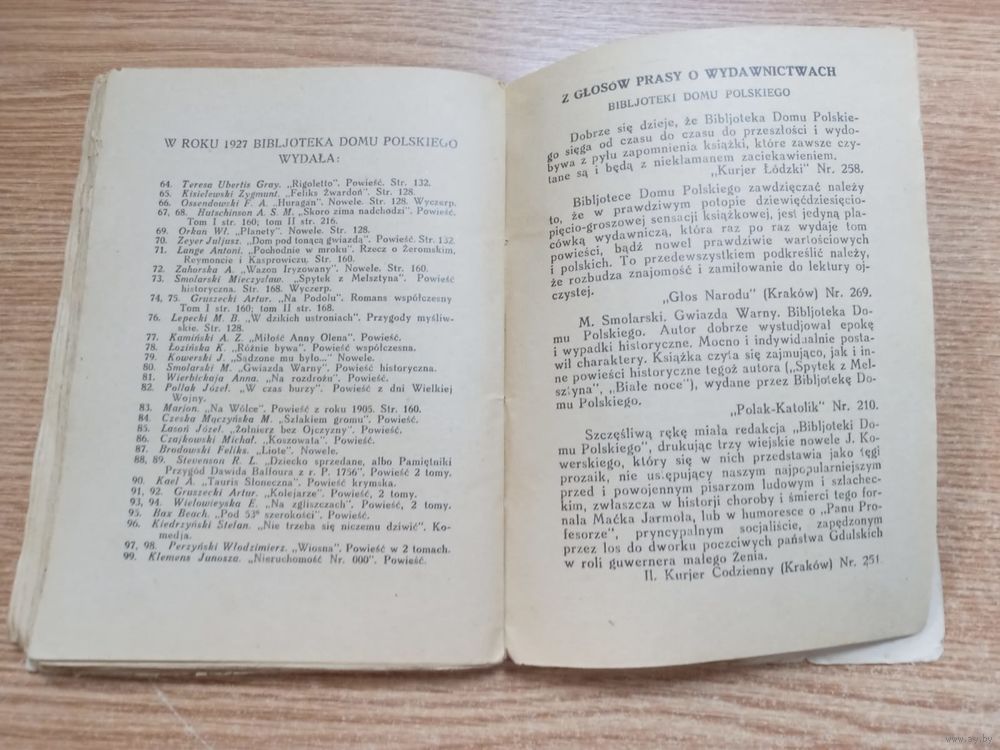 W ROKU 1927 BIBLJOTEKA DOMU POLSKIEGO
WYDAŁA:
64. Teresa Ubertis Gray. „Rigoletto". Powieść. Str. 132.
65. Kisielewski Zygmunt. „Feliks Żwardoń". Str. 128.
66. Ossendowski F. A. „Huragan". Nowele. Str. 128. Wyczerp.
67, 68. Hutschinson A. S. M. „Skoro zima nadchodzi". Powieść.
Tom I str. 160; tom II str. 216.
69. Orkan Wł. „Planety". Nowele. Str. 128.
70. Zeyer Juljusz. „Dom pod tonącą gwiazdą". Powieść. Str. 132.
71. Lange Antoni. „Pochodnie w mroku". Rzecz o Żeromskim,
Reymoncie i Kasprowiczu. Str. 160.
72. Zahorska A. „Wazon Iryzowany". Nowele. Str. 160.
73. Smolarski Mieczysław. „Spytek z Melsztyna". Powieść
historyczna. Str. 168. Wyczerp.
74, 75. Gruszecki Artur. „Na Podolu". Romans współczesny
Tom I str. 160; tom II str. 168.
76. Lepecki M. B. „W dzikich ustroniach". Przygody myśliw-
skie. Str. 128.
77. Kamiński A. Z. „Miłość Anny Olena". Powieść.
78. Łozińska K. „Różnie bywa". Powieść współczesna.
79. Kowerski J. „Sądzone mu było..." Nowele.
80. Smolarski M. „Gwiazda Warny". Powieść historyczna.
81. Wierbickaja Anna. „Na rozdrożu". Powieść.
82. Pollak Józef. „W czas burzy". Powieść z dni Wielkiej
Wojny.
83. Marion. „Na Wólce". Powieść z roku 1905. Str. 160.
84. Czeska Mączyńska M. „Szlakiem gromu". Powieść.
85. Lasoń Józef. „Żołnierz bez Ojczyzny". Powieść.
86. Czajkowski Michał. „Koszowata". Powieść.
87. Brodowski Feliks. „Liote". Nowele.
88, 89. Stevenson R. L. „Dziecko sprzedane, albo Pamiętniki
Przygód Dawida Balfoura z r. P. 1756". Powieść 2 tomy.
90. Kael A. „Tauris Słoneczna". Powieść krymska.
91, 92. Gruszecki Artur. „Kolejarze". Powieść, 2 tomy.
93, 94. Wielowieyska E. „Na zgliszczach". Powieść, 2 tomy.
95. Bax Beach. „Pod 53° szerokości". Powieść.
96. Kiedrzyński Stefan. „Nie trzeba się niczemu dziwić". Ko-
medja.
97, 98. Perzyński Włodzimierz. „Wiosna". Powieść w 2 tomach.
99. Klemens Junosza. „Nieruchomość Nr. 000". Powieść.
Z GŁOSÓW PRASY O WYDAWNICTWACH
BIBLJOTEKI DOMU POLSKIEGO
Dobrze się dzieje, że Bibljoteka Domu Polskie-
go sięga od czasu do czasu do przeszłości i wydo-
bywa z pyłu zapomnienia książki, które zawsze czy-
tane są i będą z niekłamanem zaciekawieniem.
„Kurjer Łódzki" Nr. 258.
Bibljotece Domu Polskiego zawdzięczać należy
to, że w prawdziwym potopie dziewięćdziesięcio-
pięcio-groszowej sensacji książkowej, jest jedyną pla-
cówką wydawniczą, która raz po raz wydaje tom
powieści, bądź nowel prawdziwie wartościowych
i polskich. To przedewszystkiem podkreślić należy,
że rozbudza znajomość i zamiłowanie do lektury oj-
czystej.
„Głos Narodu" (Kraków) Nr. 269.
M. Smolarski. Gwiazda Warny. Bibljoteka Do-
mu Polskiego. Autor dobrze wystudjował epokę
i wypadki historyczne. Mocno i indywidualnie posta-
wił charaktery. Książka czyta się zajmująco, jak i in-
ne powieści historyczne tegoż autora („Spytek z Mel-
sztyna", „Białe noce"), wydane przez Bibljotekę Do-
mu Polskiego.
„Polak-Katolik" Nr. 210.
Szczęśliwą rękę miała redakcja „Bibljoteki Do-
mu Polskiego", drukując trzy wiejskie nowele J. Ko-
werskiego, który się w nich przedstawia jako tęgi
prozaik, nie ustępujący naszym najpopularniejszym
przed i powojennym pisarzom ludowym i szlachec-
kim, zwłaszcza w historji choroby i śmierci tego for-
nala Maćka Jarmoła, lub w humoresce o „Panu Pro-
fesorze", pryncypalnym socjaliście, zapędzonym
przez los do dworku poczciwych państwa Gdulskich
w roli guwernera małego Żenia.
Il. Kurjer Codzienny (Kraków) Nr. 251.
www.ay.by